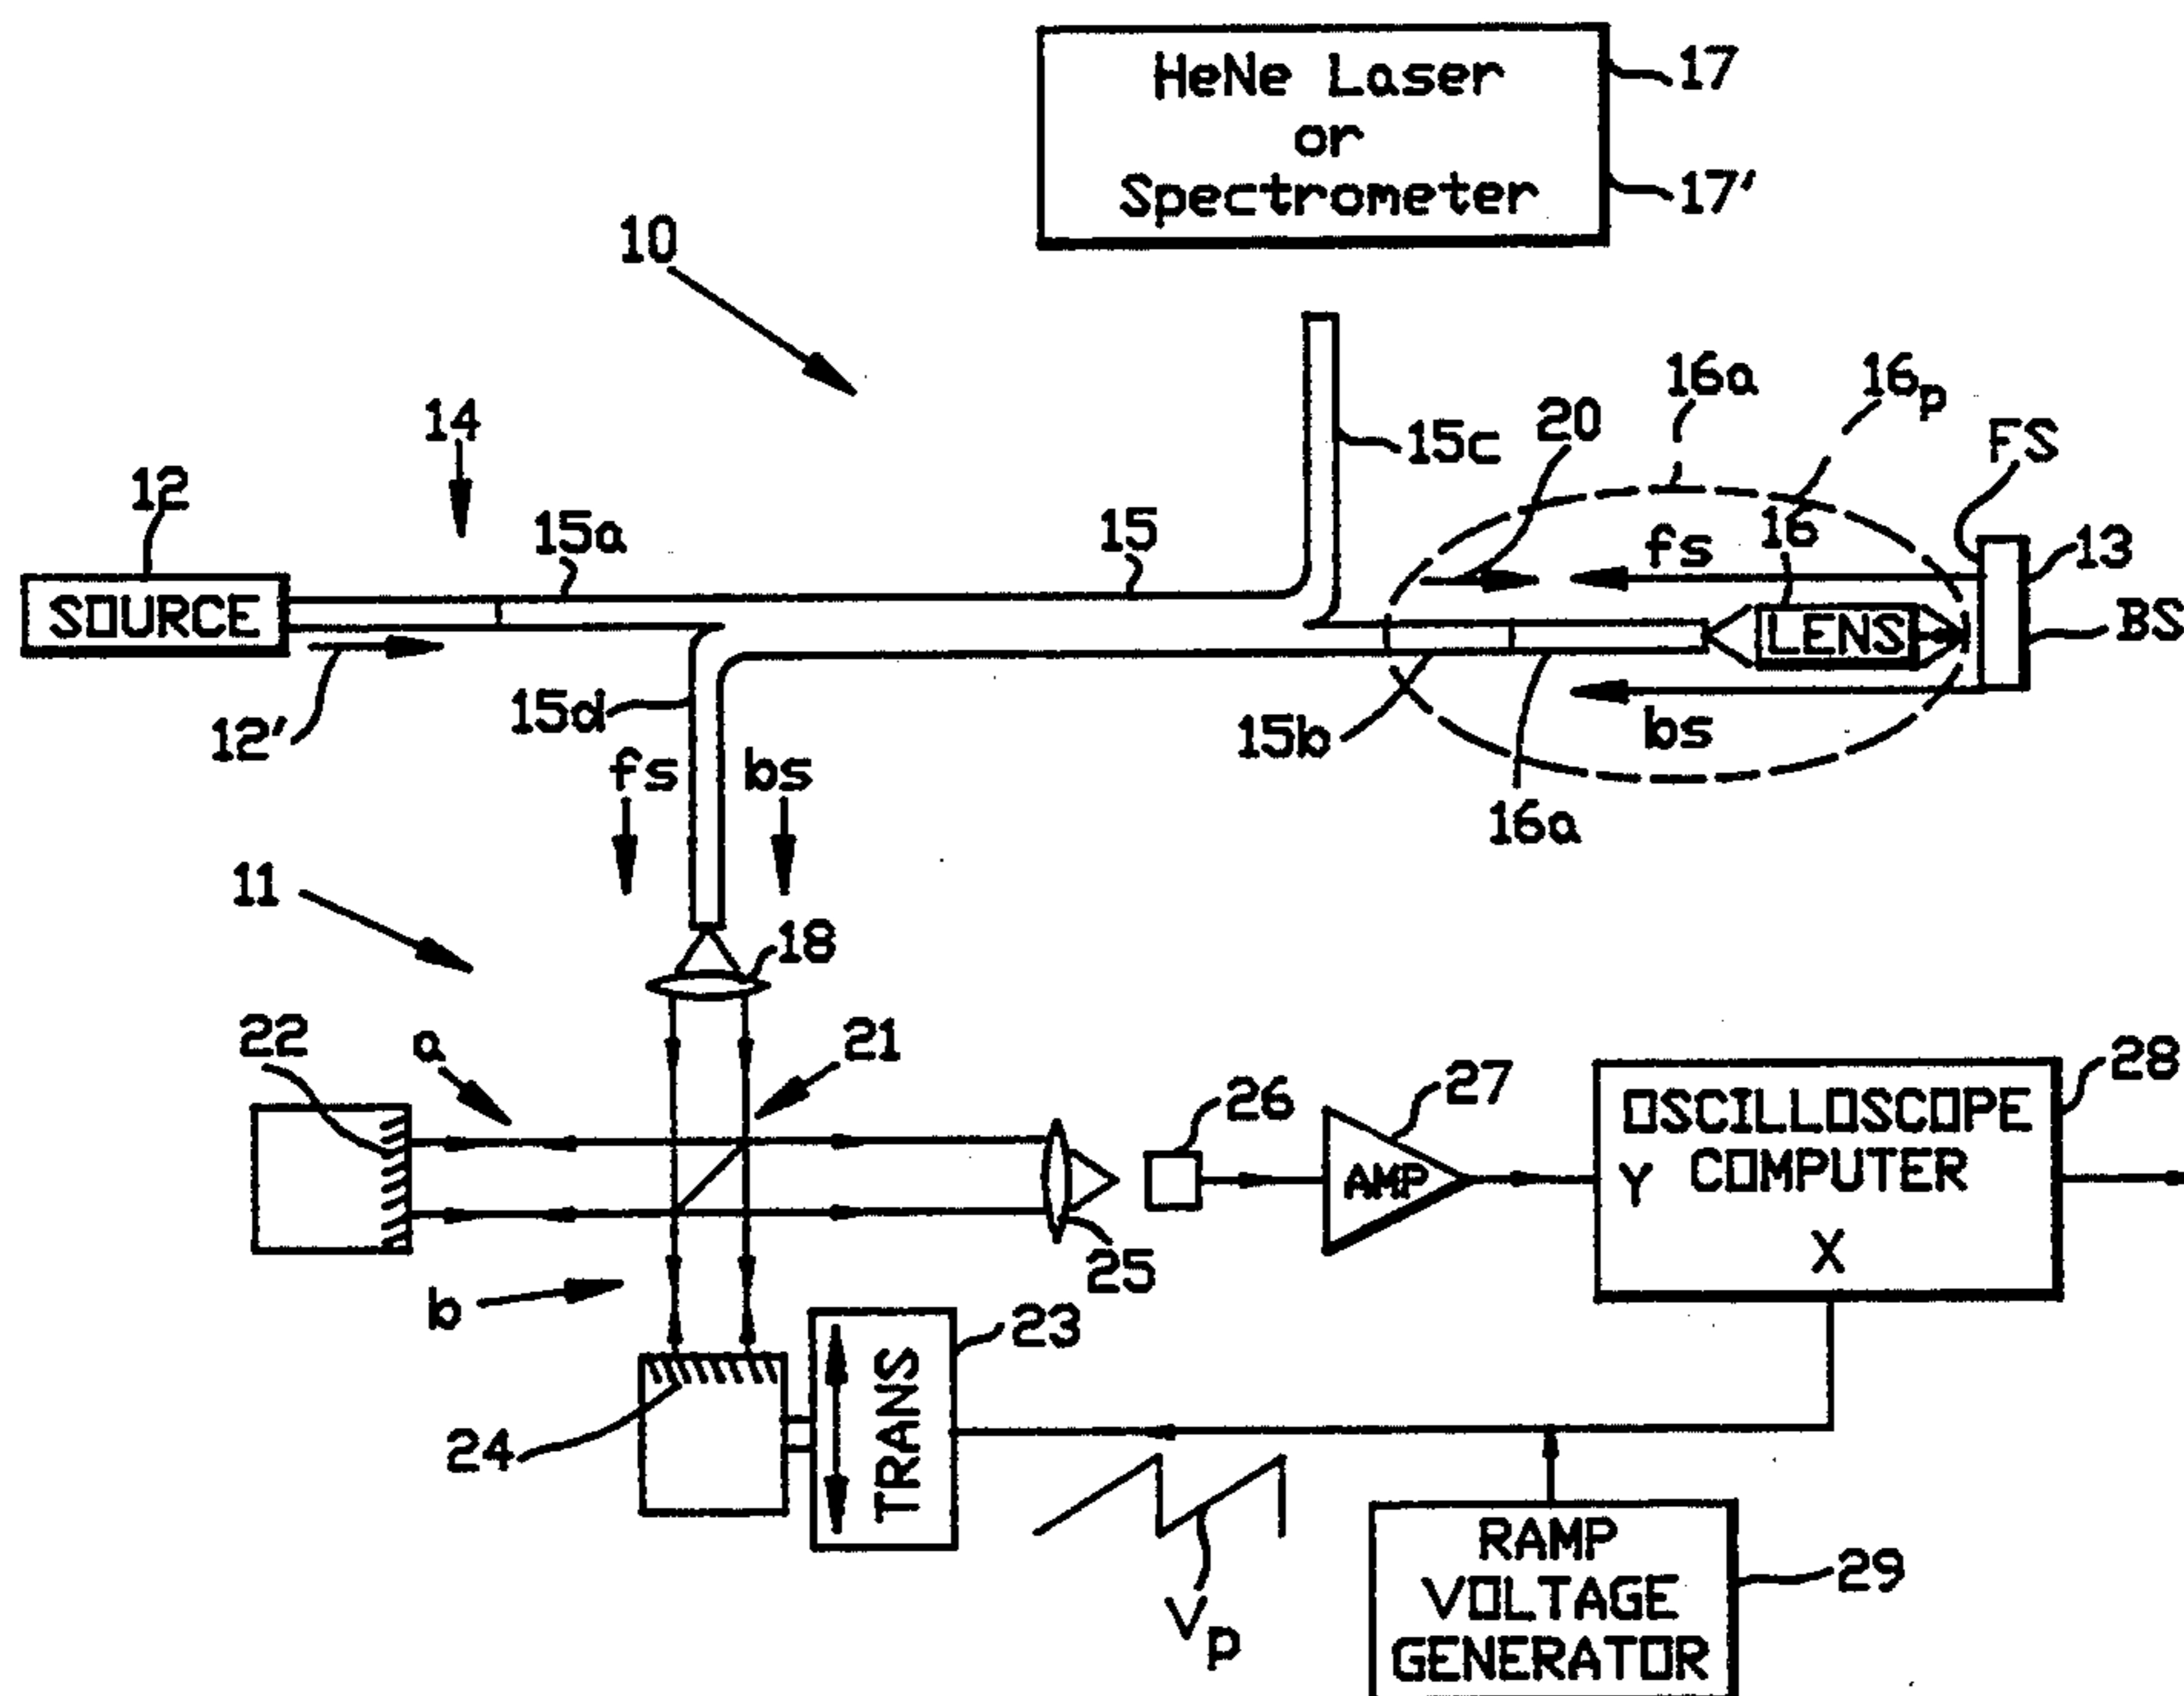 HeNe Laser
or
Spectrometer
17
17'
10
16a
16p
20
FS
14
15c
12
15a
15
fs
16
13
SOURCE
LENS
BS
12'
15d
15b
bs
fs
bs
16a
11
18
22
a
21
26
27
28
OSCILLOSCOPE
Y COMPUTER
AMP
X
25
b
23
TRANS
24
RAMP
VOLTAGE
GENERATOR
29
Vp